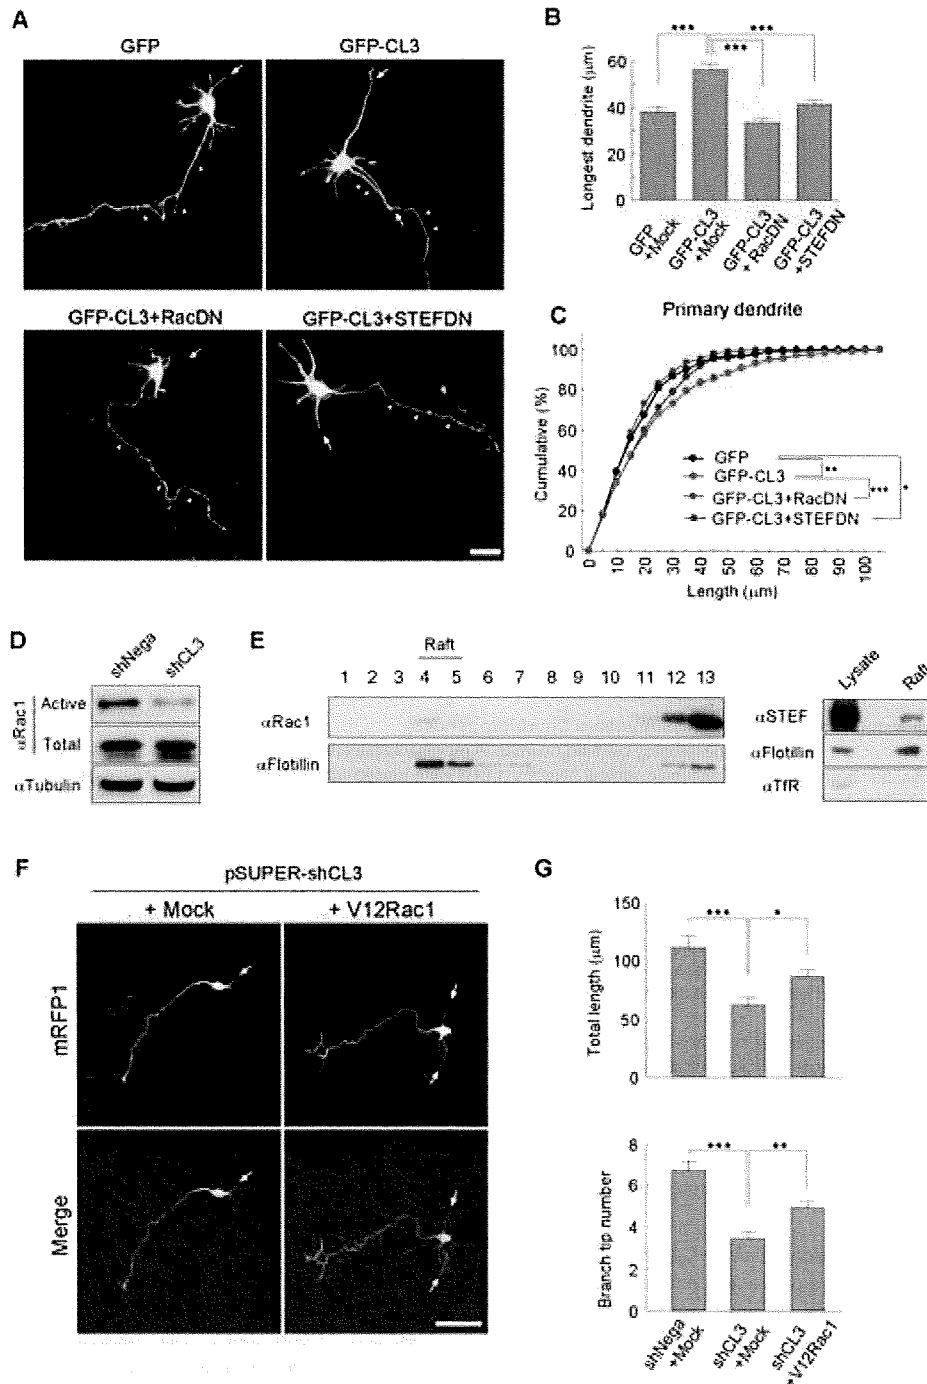 A
GFP
GFP-CL3
GFP-CL3+RacDN
GFP-CL3+STEFDN
B
*** ***
***
Longest dendrite (μm)
60
40
20
0
GFP +Mock
GFP-CL3 +Mock
GFP-CL3 + RacDN
GFP-CL3 +STEFDN
C
Primary dendrite
Cumulative (%)
100
80
60
40
20
0
GFP
GFP-CL3
GFP-CL3+RacDN
GFP-CL3+STEFDN
**
***
*
0 10 20 30 40 50 60 70 80 90 100
Length (μm)
D
shNega
shCL3
αRac1
Active
Total
αTubulin
E
Raft
1 2 3 4 5 6 7 8 9 10 11 12 13
αRac1
αFlotillin
Lysate
Raft
αSTEF
αFlotillin
αTfR
F
pSUPER-shCL3
+ Mock
+ V12Rac1
mRFP1
Merge
G
*** *
Total length (μm)
150
100
50
0
*** **
Branch tip number
8
6
4
2
0
shNega +Mock
shCL3 +Mock
shCL3 +V12Rac1